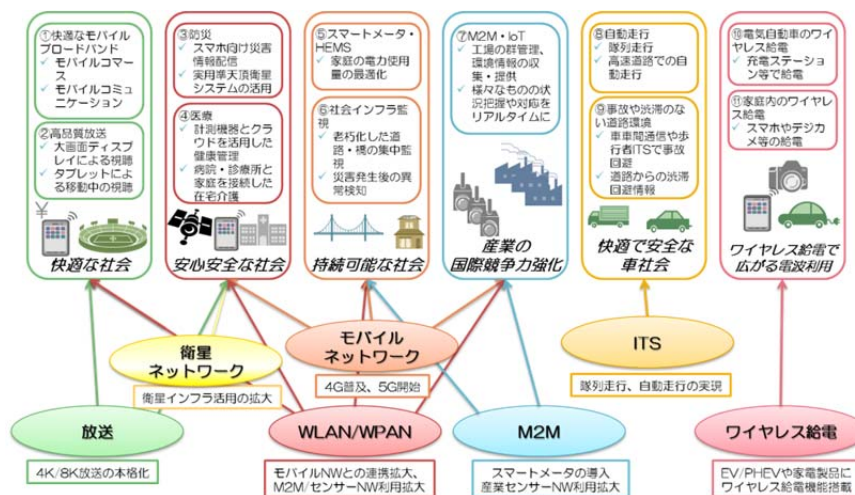 ①快適なモバイル
ブロードバンド
✓ モバイルコマー
ス
✓ モバイルコミュ
ニケーション
②高品質放送
✓ 大画面ディスプ
レイによる視聴
✓ タブレットによ
る移動中の視聴
¥
快適な社会
③防災
✓ スマホ向け災害
情報配信
✓ 実用準天頂衛星
システムの活用
④医療
✓ 計測機器とクラ
ウドを活用した
健康管理
✓ 病院・診療所と
家庭を接続した
在宅介護
安心安全な社会
⑤スマートメータ・
HEMS
✓ 家庭の電力使用
量の最適化
⑥社会インフラ監
視
✓ 老朽化した道
路・橋の集中監
視
✓ 災害発生後の異
常検知
持続可能な社会
⑦M2M・IoT
✓ 工場の群管理、
環境情報の収
集・提供
✓ 様々なものの状
況把握や対応を
リアルタイムに
産業の
国際競争力強化
⑧自動走行
✓ 隊列走行
✓ 高速道路での自
動走行
⑨事故や渋滞のな
い道路環境
✓ 車車間通信や歩
行者ITSで事故
回避
✓ 道路からの渋滞
回避情報
快適で安全な
車社会
⑩電気自動車のワ
イヤレス給電
✓ 充電ステーショ
ン等で給電
⑪家庭内のワイヤ
レス給電
✓ スマホやデジカ
メ等の給電
ワイヤレス給電で
広がる電波利用
衛星
ネットワーク
衛星インフラ活用の拡大
モバイル
ネットワーク
4G普及、5G開始
ITS
隊列走行、自動走行の実現
放送
4K/8K放送の本格化
WLAN/WPAN
モバイルNWとの連携拡大、
M2M/センサーNW利用拡大
M2M
スマートメータの導入
産業センサーNW利用拡大
ワイヤレス給電
EV/PHEVや家電製品に
ワイヤレス給電機能搭載